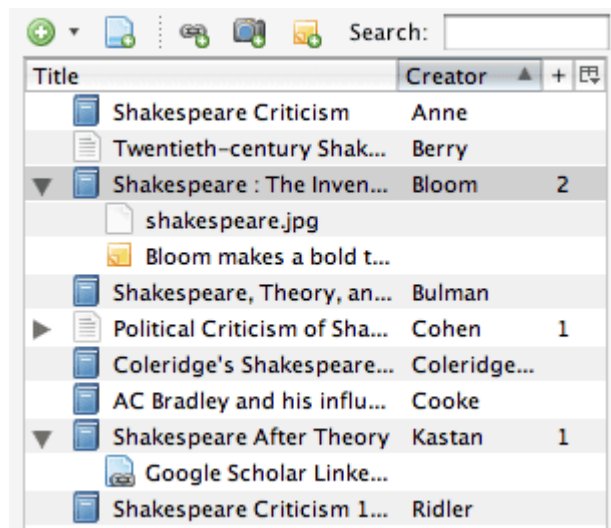 Search:
Title Creator +
Shakespeare Criticism Anne
Twentieth-century Shak... Berry
Shakespeare : The Inven... Bloom 2
shakespeare.jpg
Bloom makes a bold t...
Shakespeare, Theory, an... Bulman
Political Criticism of Sha... Cohen 1
Coleridge's Shakespeare... Coleridge...
AC Bradley and his influ... Cooke
Shakespeare After Theory Kastan 1
Google Scholar Linke...
Shakespeare Criticism 1... Ridler